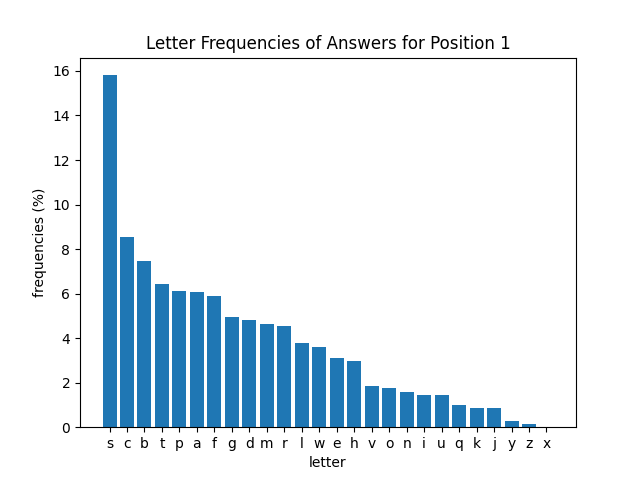 Letter Frequencies of Answers for Position 1
16
14
12
10
8
6
4
2
0
frequencies (%)
s c b t p a f g d m r l w e h v o n i u q k j y z x
letter